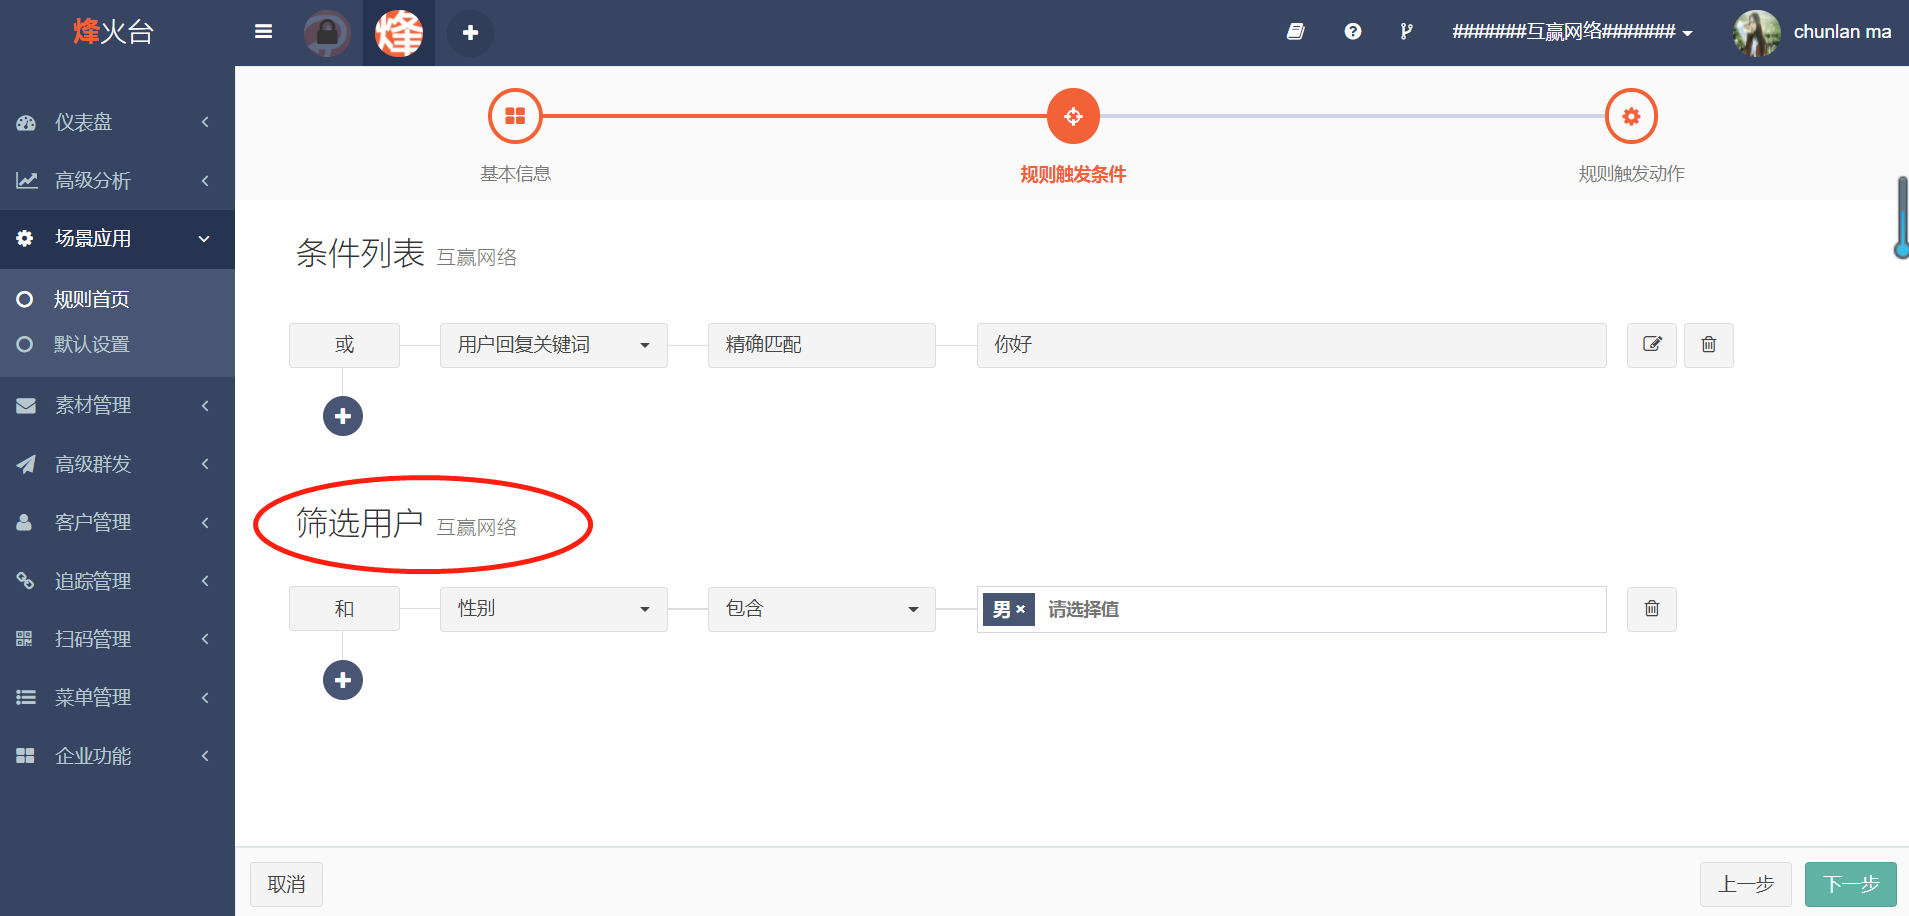 烽火台
烽
#######互赢网络#######
chunlan ma
仪表盘
高级分析
场景应用
规则首页
默认设置
素材管理
高级群发
客户管理
追踪管理
扫码管理
菜单管理
企业功能
基本信息
规则触发条件
规则触发动作
条件列表 互赢网络
或 用户回复关键词 精确匹配 你好
筛选用户 互赢网络
和 性别 包含 男 × 请选择值
取消 上一步 下一步